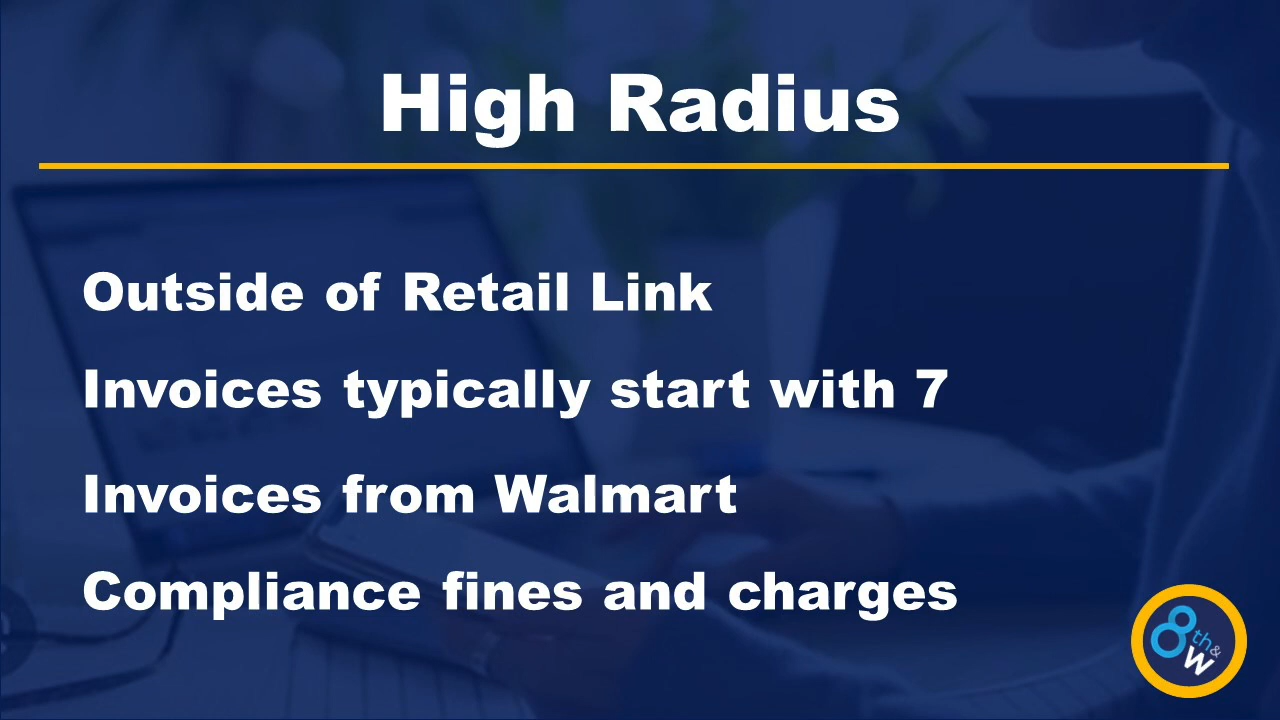 High Radius
Outside of Retail Link
Invoices typically start with 7
Invoices from Walmart
Compliance fines and charges
8th&
W